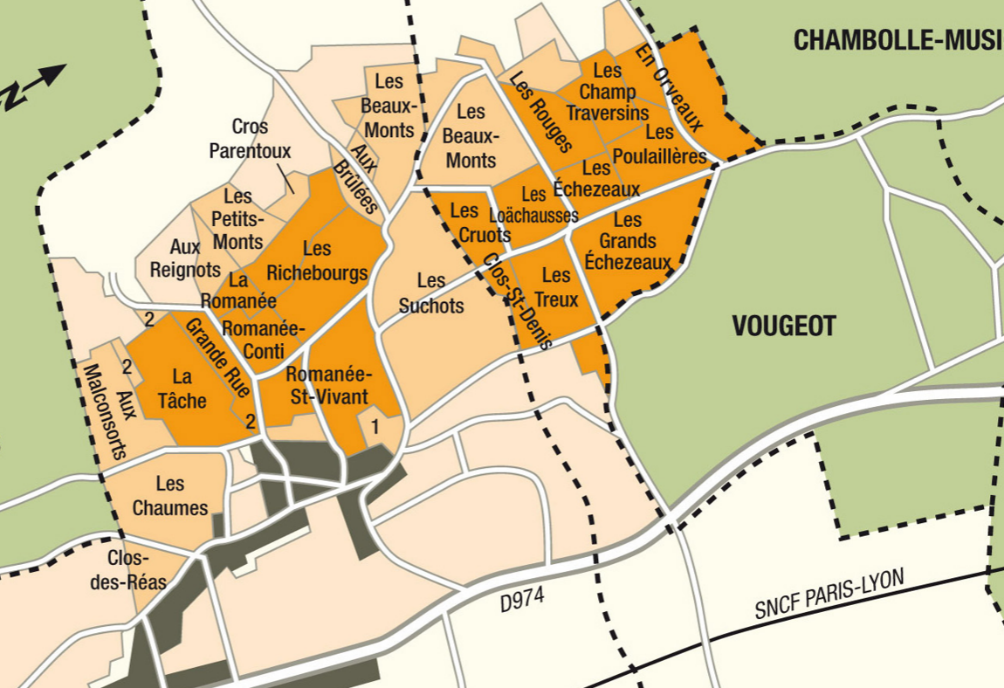 CHAMBOLLE-MUSI
N
En Orveaux
Les
Champ
Traversins
Les Rouges
Les
Beaux-
Monts
Les
Beaux-
Monts
Cros
Parentoux
Aux
Brûlées
Les
Poulaillères
Les
Échezeaux
Les
Petits-
Monts
Les
Cruots
Les
Loächausses
Les
Grands
Échezeaux
Aux
Reignots
Les
Richebourgs
La
Romanée
Les
Suchots
Clos-St-Denis
Les
Treux
VOUGEOT
2
Grande Rue
Romanée-
Conti
2
Aux
Malconsorts
La
Tâche
Romanée-
St-Vivant
2
1
Les
Chaumes
Clos-
des-Réas
D974
SNCF PARIS-LYON